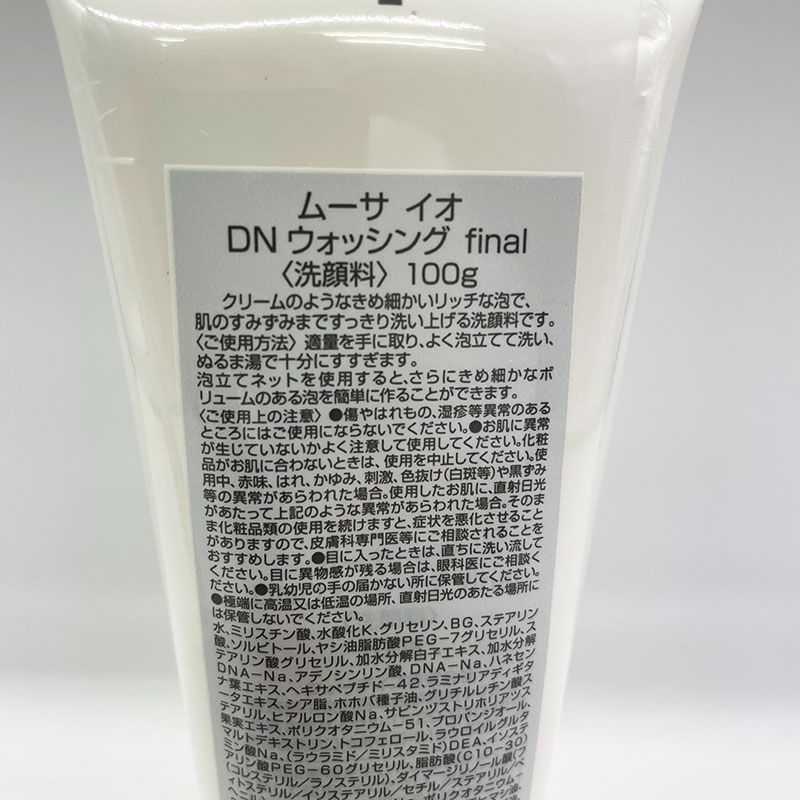 ムーサ イオ
DN ウォッシング final
〈洗顔料〉 100g
クリームのようなきめ細かいリッチな泡で、
肌のすみずみまですっきり洗い上げる洗顔料です。
〈ご使用方法〉適量を手に取り、よく泡立てて洗い、
ぬるま湯で十分にすすぎます。
泡立てネットを使用すると、さらにきめ細かなボ
リュームのある泡を簡単に作ることができます。
〈ご使用上の注意〉●傷やはれもの、湿疹等異常のある
ところにはご使用にならないでください。●お肌に異常
が生じていないかよく注意して使用してください。化粧
品がお肌に合わないときは、使用を中止してください。使
用中、赤味、はれ、かゆみ、刺激、色抜け(白斑等)や黒ずみ
等の異常があらわれた場合。使用したお肌に、直射日光
があたって上記のような異常があらわれた場合。そのま
ま化粧品類の使用を続けますと、症状を悪化させること
がありますので、皮膚科専門医等にご相談されることを
おすすめします。●目に入ったときは、直ちに洗い流して
ください。目に異物感が残る場合は、眼科医にご相談く
ださい。●乳幼児の手の届かない所に保管してください。
●極端に高温又は低温の場所、直射日光のあたる場所に
は保管しないでください。
水、ミリスチン酸、水酸化K、グリセリン、BG、ステアリン
酸、ソルビトール、ヤシ油脂肪酸PEG-7グリセリル、ス
テアリン酸グリセリル、加水分解白子エキス、加水分解
DNA-Na、アデノシンリン酸、DNA-Na、ハネセン
ナ葉エキス、ヘキサペプチド-42、ラミナリアディギタ
ータエキス、シア脂、ホホバ種子油、グリチルレチン酸ス
テアリル、ヒアルロン酸Na、サピンヅストリホリアツス
果実エキス、ポリクオタニウム-51、プロパンジオール、
マルトデキストリン、トコフェロール、ラウロイルグルタ
ミン酸Na、(ラウラミド/ミリスタミド)DEA、イソステ
アリン酸PEG-60グリセリル、脂肪酸(C10-30)
(コレステリル/ラノステリル)、ダイマージリノール酸(フ
ィトステリル/イソステアリル/セチル/ステアリル/ベ
ポリクオタニウム-